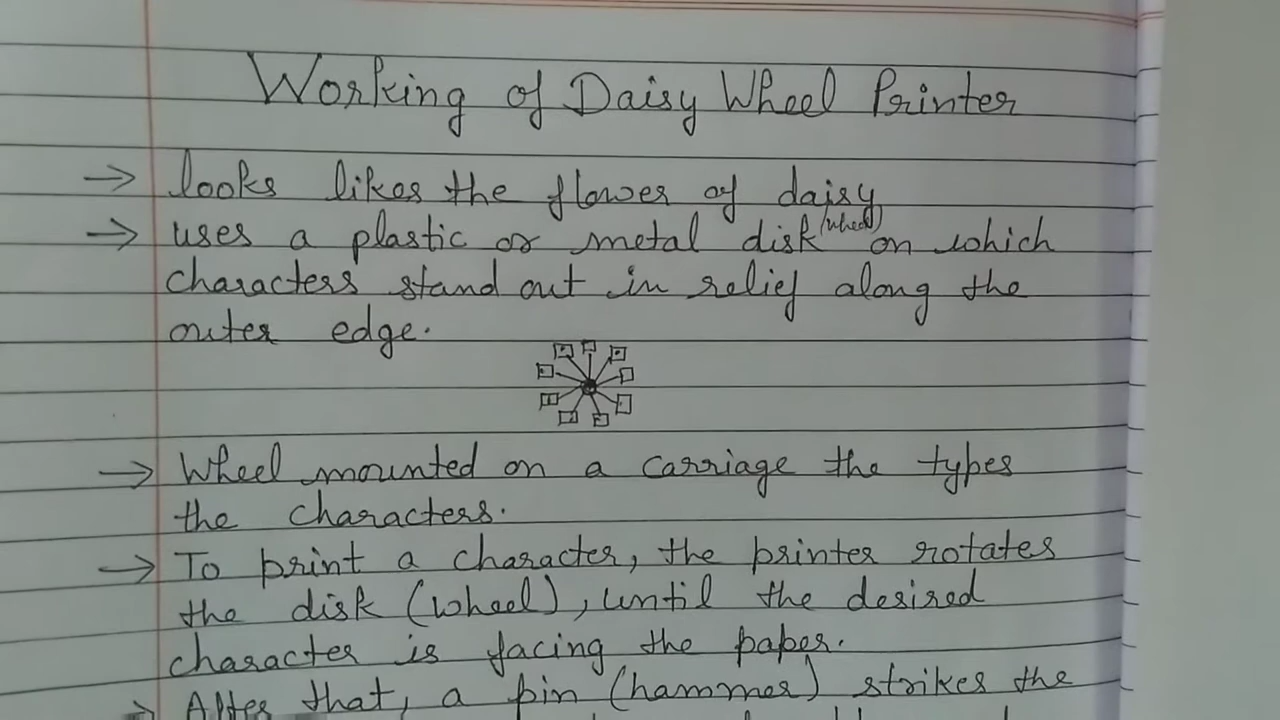 Working of Daisy Wheel Printer
→ looks likes the flower of daisy
→ uses a plastic or metal disk (wheel) on which
characters stand out in relief along the
outer edge.
→ Wheel mounted on a carriage the types
the characters.
→ To print a character, the printer rotates
the disk (wheel), until the desired
character is facing the paper.
→ After that, a pin (hammer) strikes the